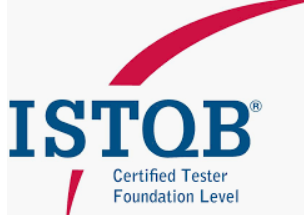 ISTQB®
Certified Tester
Foundation Level